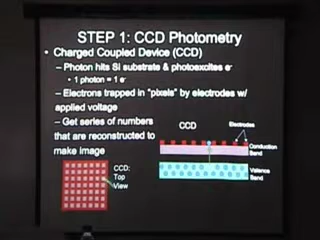 STEP 1: CCD Photometry
• Charged Coupled Device (CCD)
– Photon hits Si substrate & photoexcites e-
• 1 photon = 1 e-
– Electrons trapped in "pixels" by electrodes w/
applied voltage
– Get series of numbers
that are reconstructed to
make image
CCD
Electrodes
Conduction
Band
Valence
Band
CCD:
Top
View